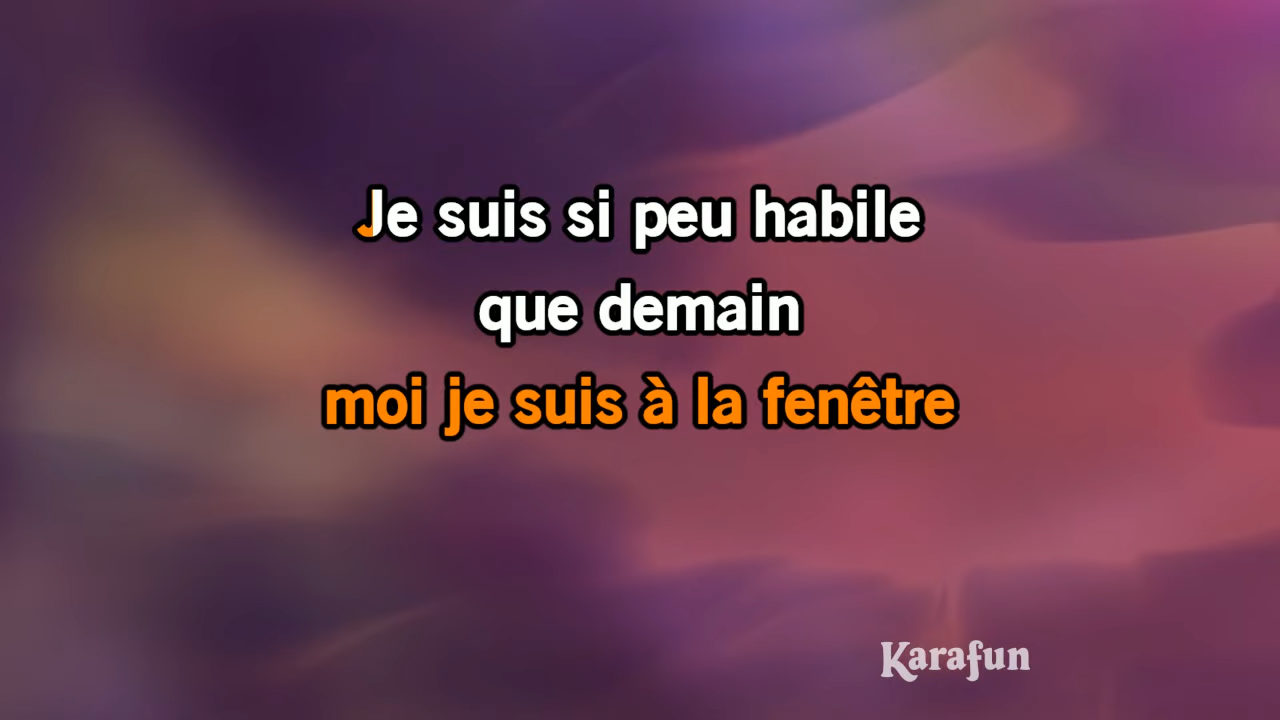 Je suis si peu habile
que demain
moi je suis à la fenêtre
Karafun